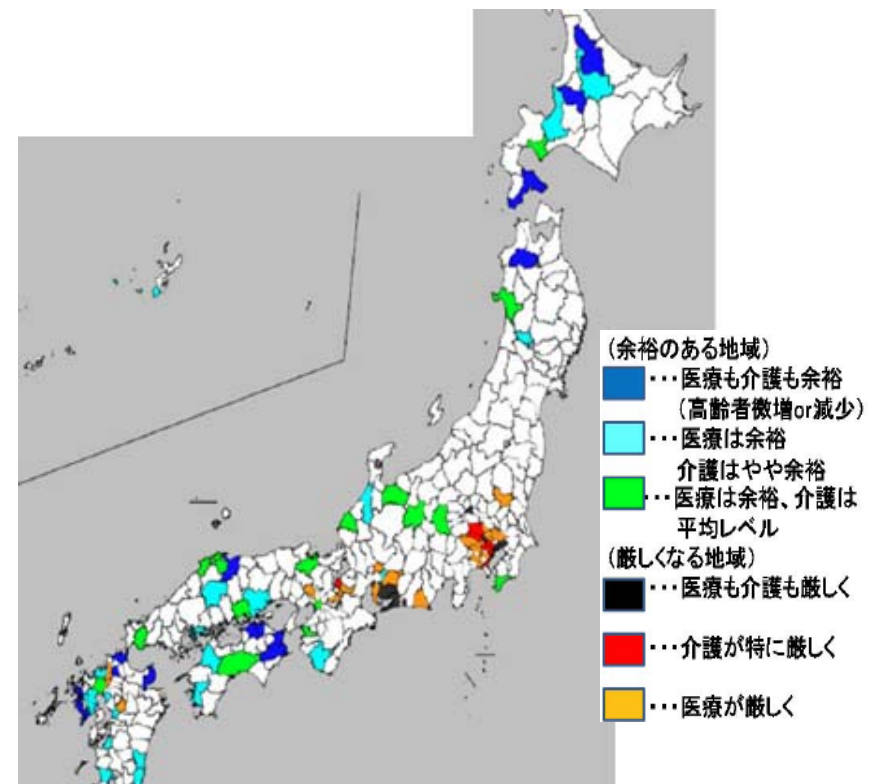 (余裕のある地域)
・・・医療も介護も余裕
(高齢者微増or減少)
・・・医療は余裕
介護はやや余裕
・・・医療は余裕、介護は
平均レベル
(厳しくなる地域)
・・・医療も介護も厳しく
・・・介護が特に厳しく
・・・医療が厳しく